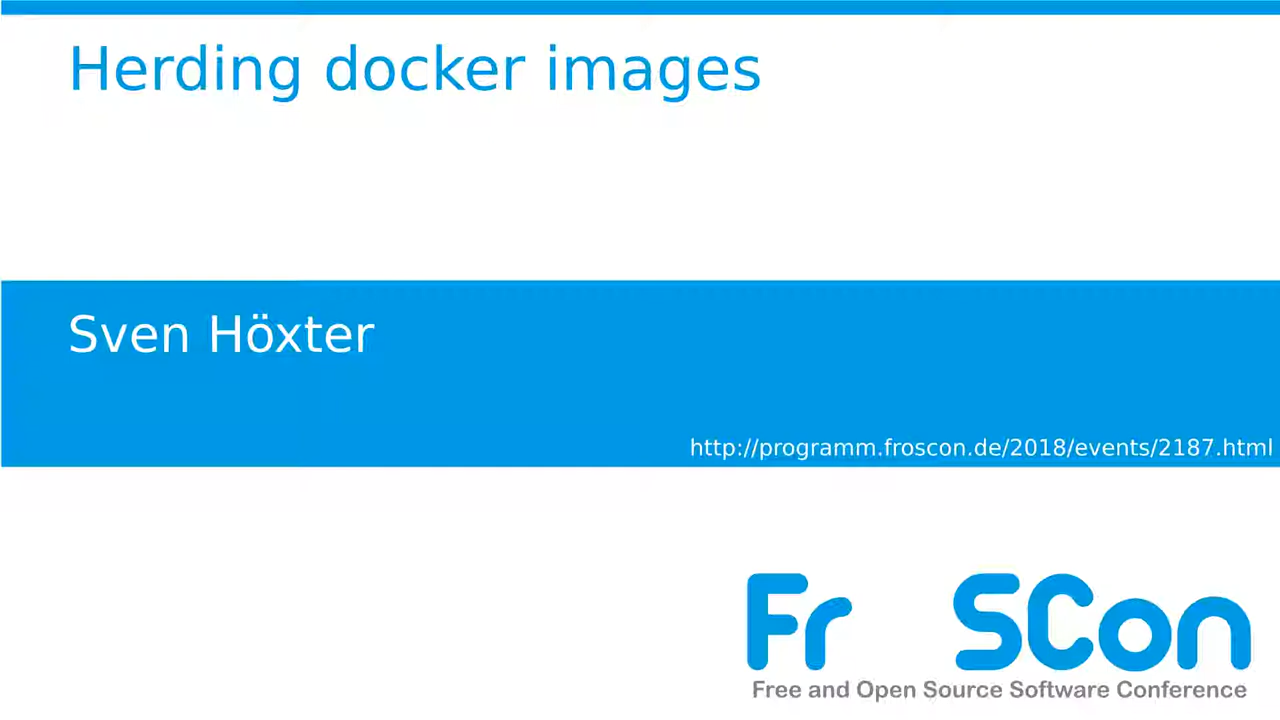 Herding docker images
Sven Höxter
http://programm.froscon.de/2018/events/2187.html
Fr SCon
Free and Open Source Software Conference